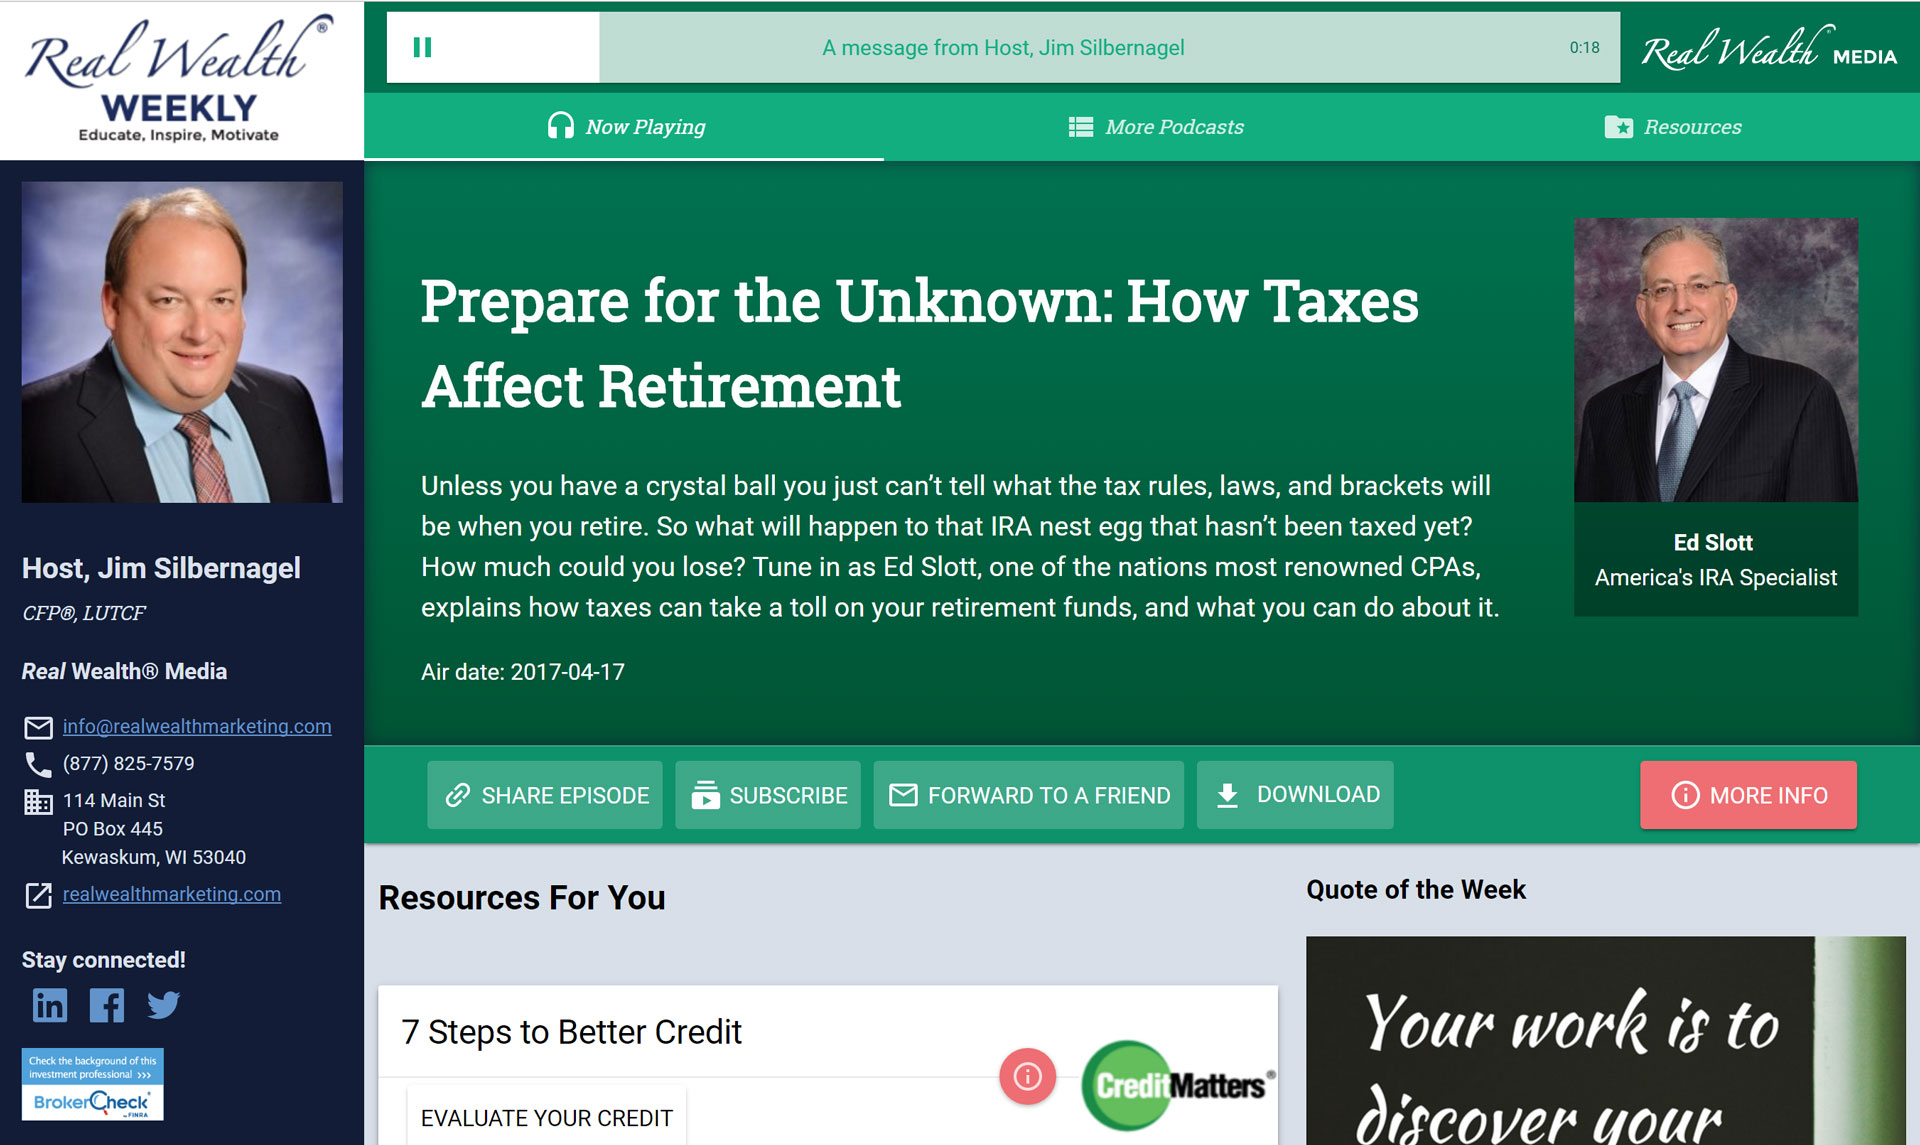 Real Wealth®
WEEKLY
Educate, Inspire, Motivate
A message from Host, Jim Silbernagel
0:18
Real Wealth® MEDIA
Now Playing
More Podcasts
Resources
Host, Jim Silbernagel
CFP®, LUTCF
Real Wealth® Media
info@realwealthmarketing.com
(877) 825-7579
114 Main St
PO Box 445
Kewaskum, WI 53040
realwealthmarketing.com
Stay connected!
Check the background of this
investment professional >>>
BrokerCheck
by FINRA
Prepare for the Unknown: How Taxes
Affect Retirement
Unless you have a crystal ball you just can’t tell what the tax rules, laws, and brackets will
be when you retire. So what will happen to that IRA nest egg that hasn’t been taxed yet?
How much could you lose? Tune in as Ed Slott, one of the nations most renowned CPAs,
explains how taxes can take a toll on your retirement funds, and what you can do about it.
Air date: 2017-04-17
Ed Slott
America's IRA Specialist
SHARE EPISODE
SUBSCRIBE
FORWARD TO A FRIEND
DOWNLOAD
MORE INFO
Resources For You
7 Steps to Better Credit
EVALUATE YOUR CREDIT
CreditMatters®
Quote of the Week
Your work is to
discover your